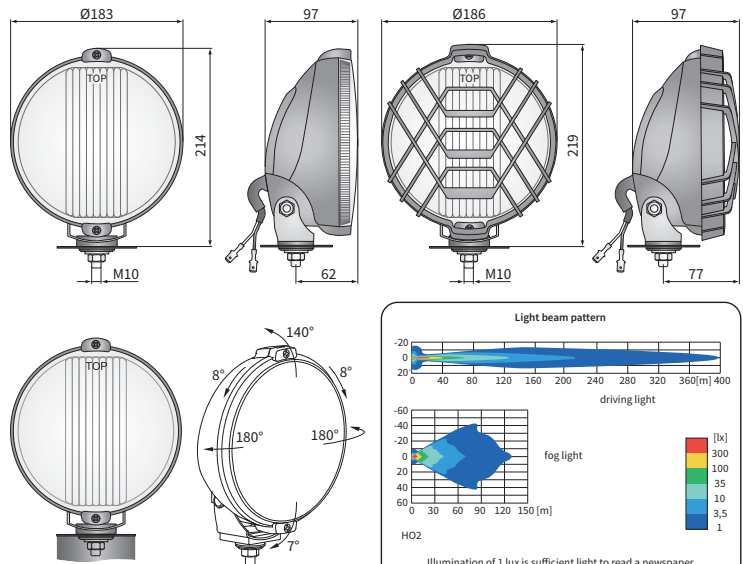 Ø183
97
Ø186
97
TOP
TOP
214
219
M10
62
M10
77
140°
8°
8°
TOP
180°
180°
7°
Light beam pattern
-20
0
20
0 40 80 120 160 200 240 280 320 360[m] 400
driving light
-60
-40
-20
0
20
40
60
0 30 60 90 120 150 [m]
fog light
[lx]
300
100
35
10
3,5
1
HO2
Illumination of 1 lux is sufficient light to read a newspaper